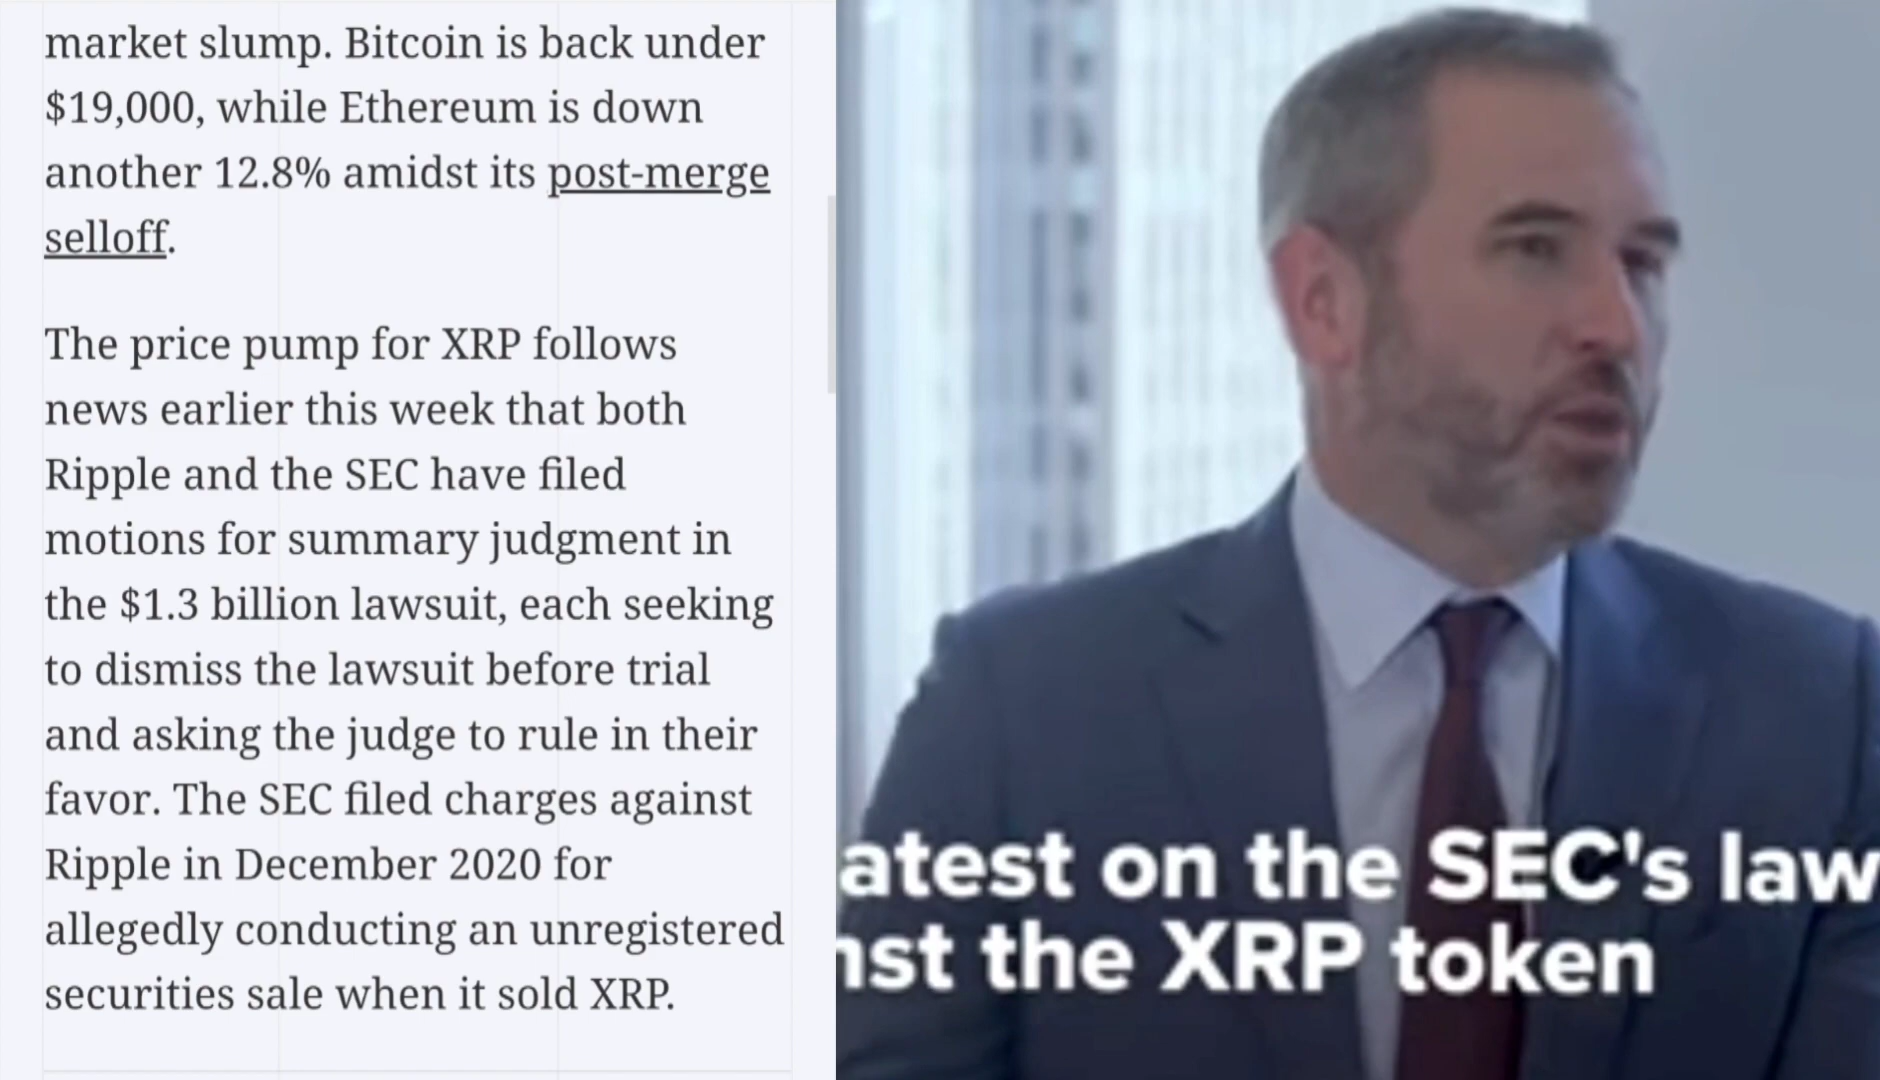 market slump. Bitcoin is back under
$19,000, while Ethereum is down
another 12.8% amidst its post-merge
selloff.
The price pump for XRP follows
news earlier this week that both
Ripple and the SEC have filed
motions for summary judgment in
the $1.3 billion lawsuit, each seeking
to dismiss the lawsuit before trial
and asking the judge to rule in their
favor. The SEC filed charges against
Ripple in December 2020 for
allegedly conducting an unregistered
securities sale when it sold XRP.
atest on the SEC's law
nst the XRP token